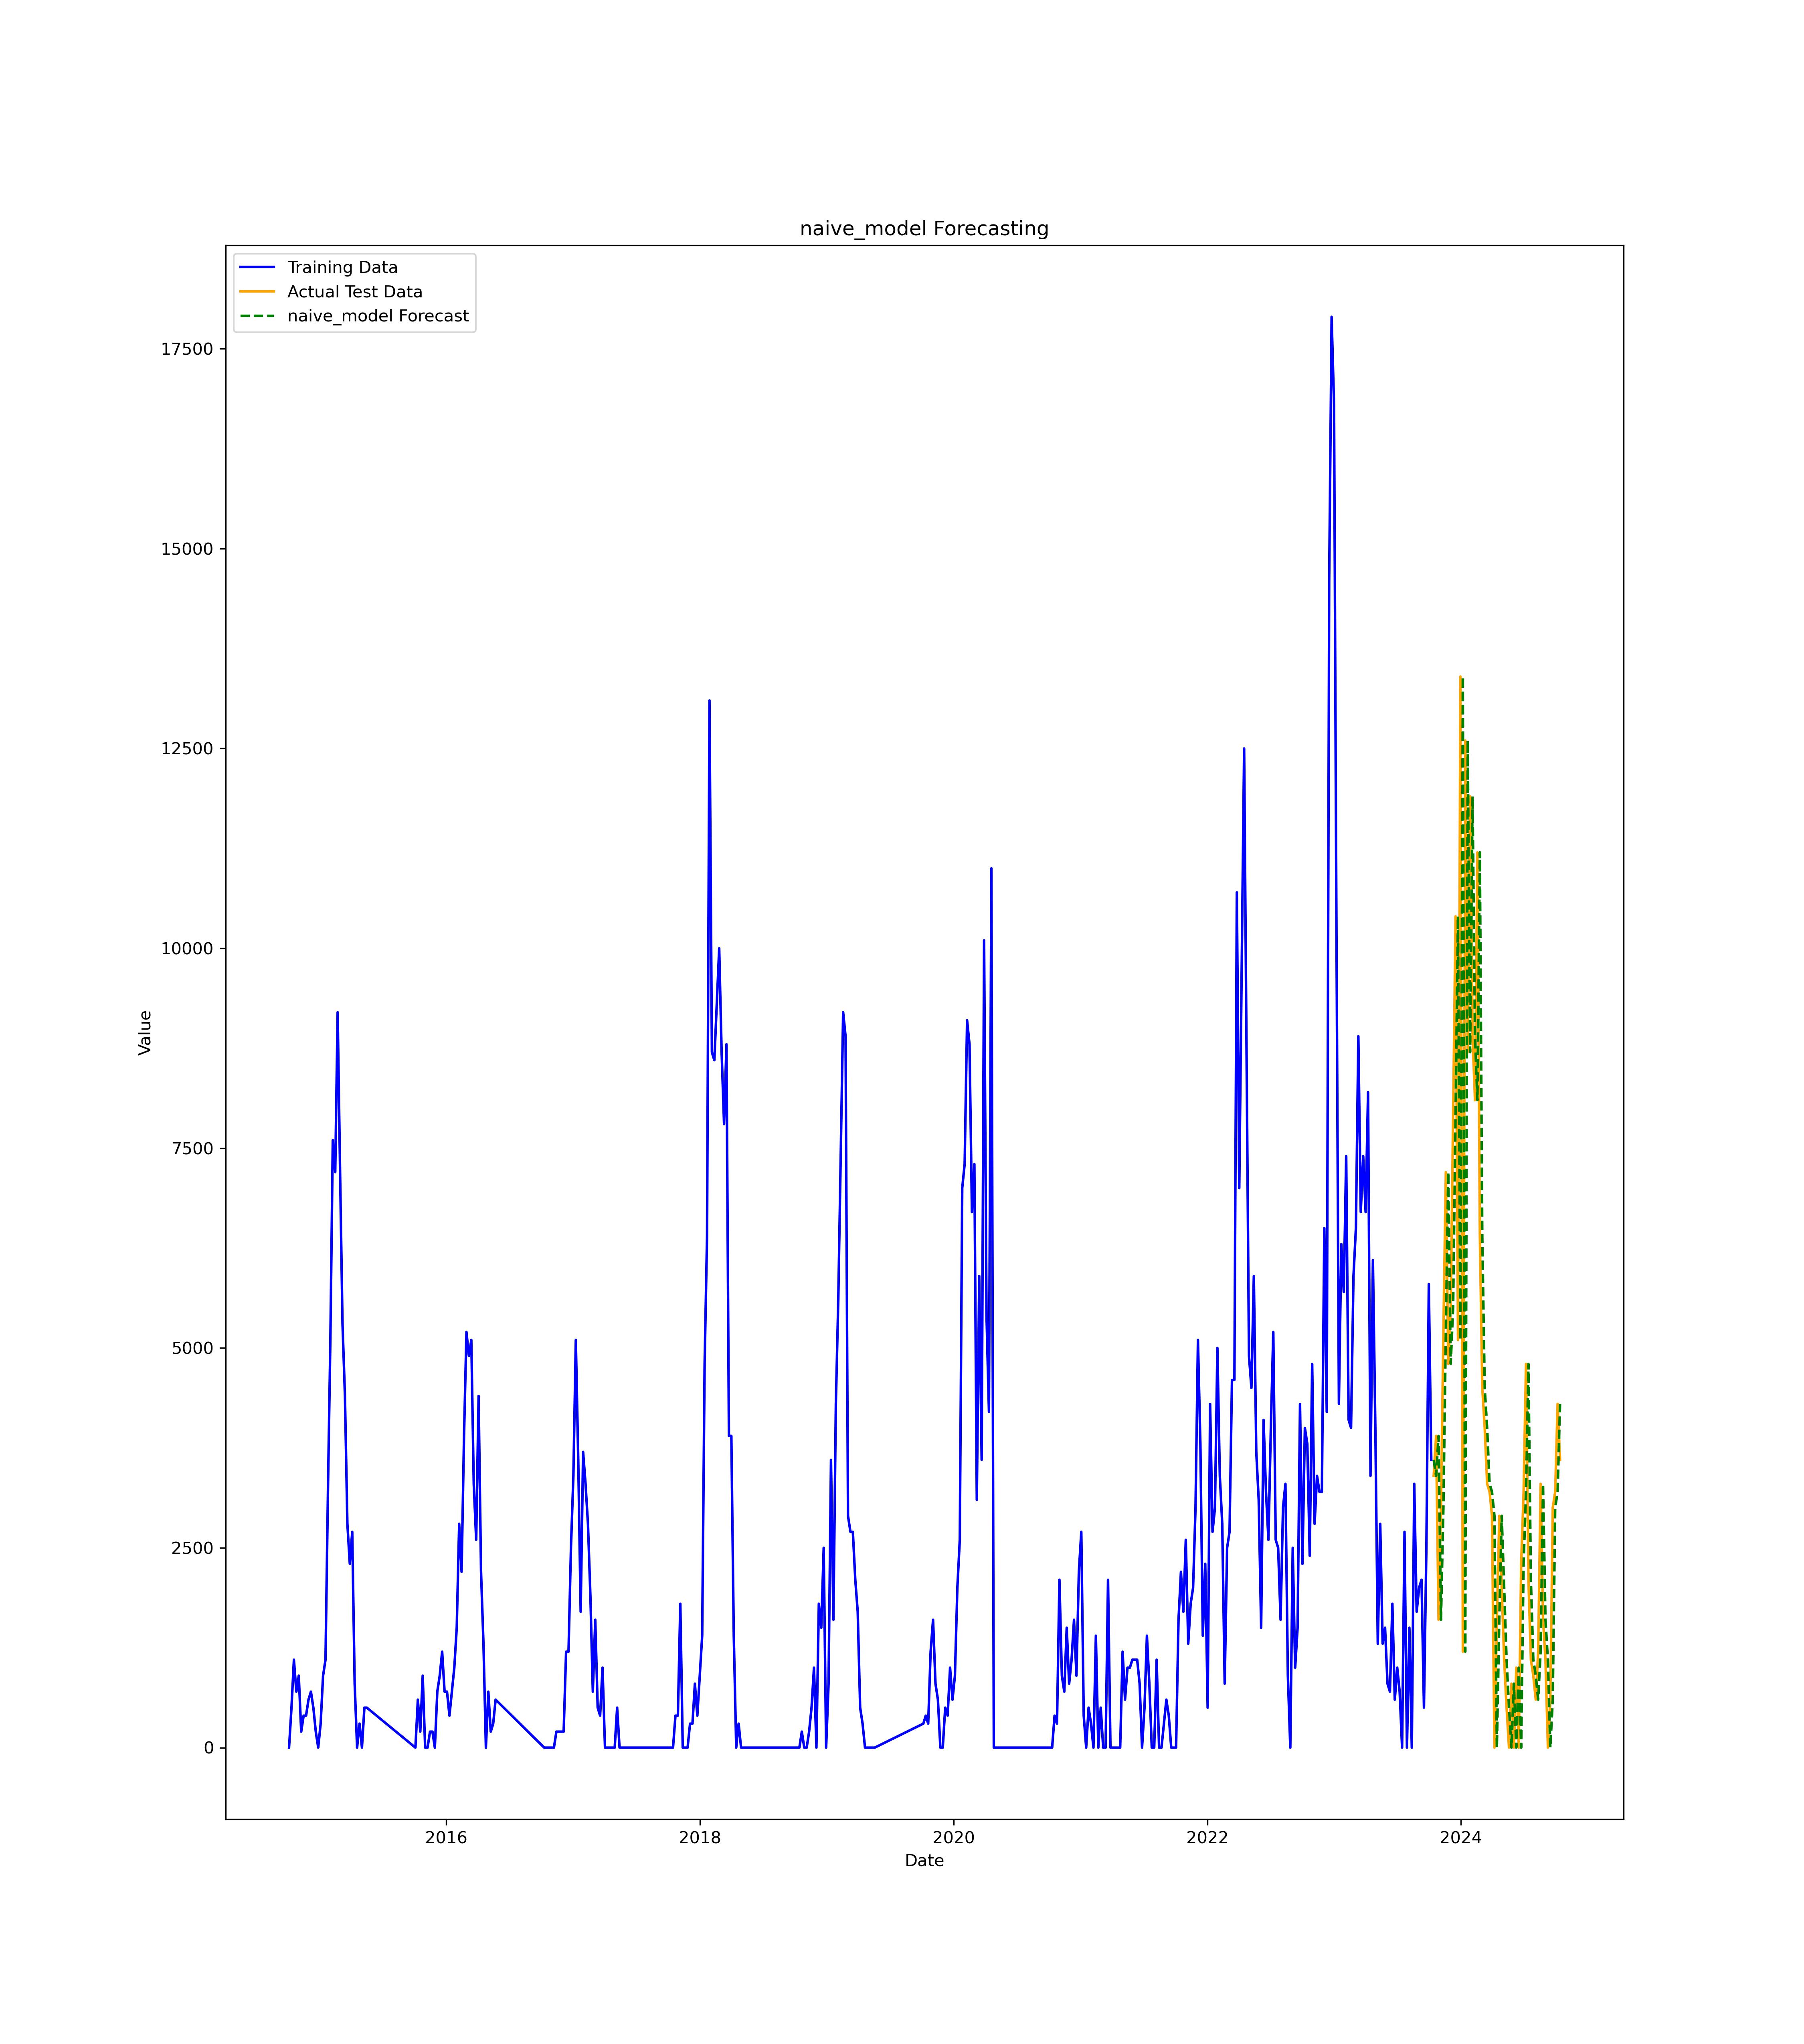 naive_model Forecasting
Training Data
Actual Test Data
naive_model Forecast
17500
15000
12500
10000
7500
5000
2500
0
Value
2016
2018
2020
2022
2024
Date